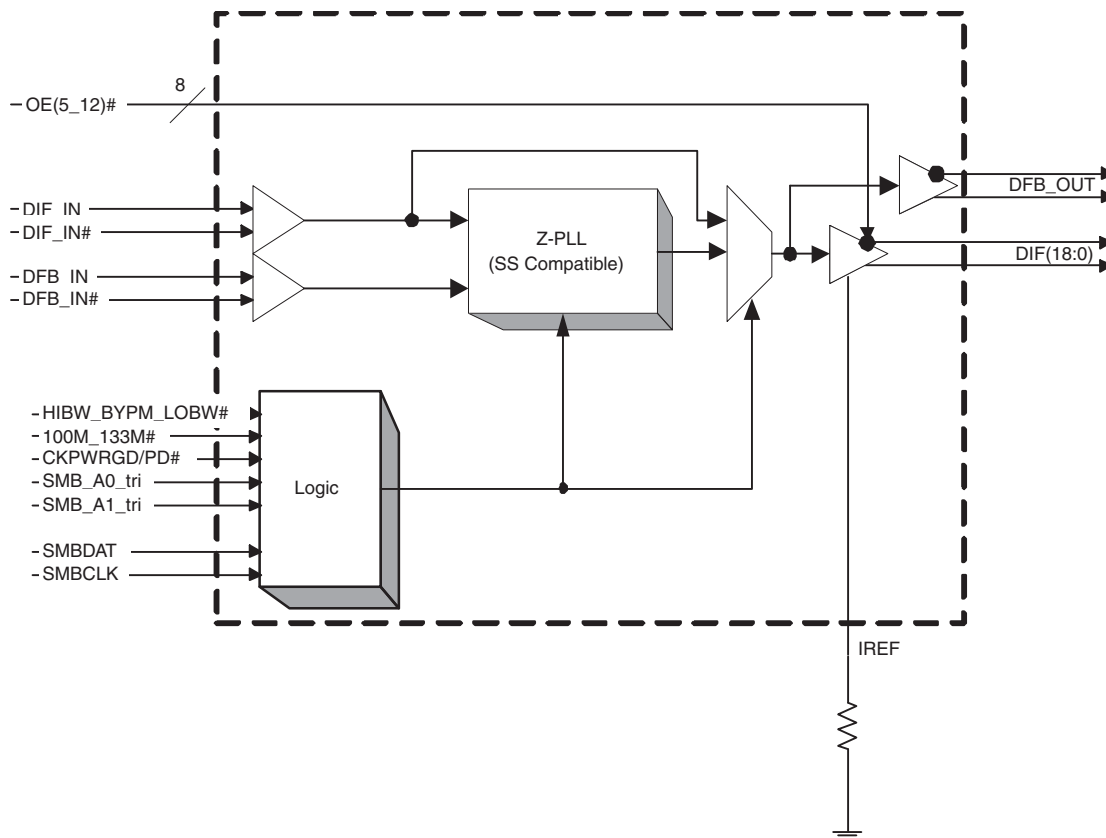 8
OE(5_12)#
DIF_IN
DIF_IN#
DFB_IN
DFB_IN#
Z-PLL
(SS Compatible)
DFB_OUT
DIF(18:0)
HIBW_BYPM_LOBW#
100M_133M#
CKPWRGD/PD#
SMB_A0_tri
SMB_A1_tri
SMBDAT
SMBCLK
Logic
IREF